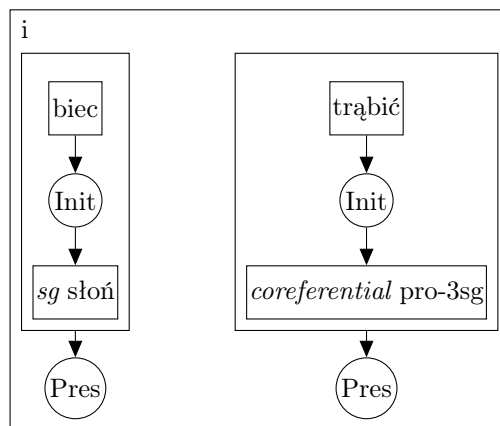 i
biec
trąbić
Init
Init
sg słoń
coreferential pro-3sg
Pres
Pres